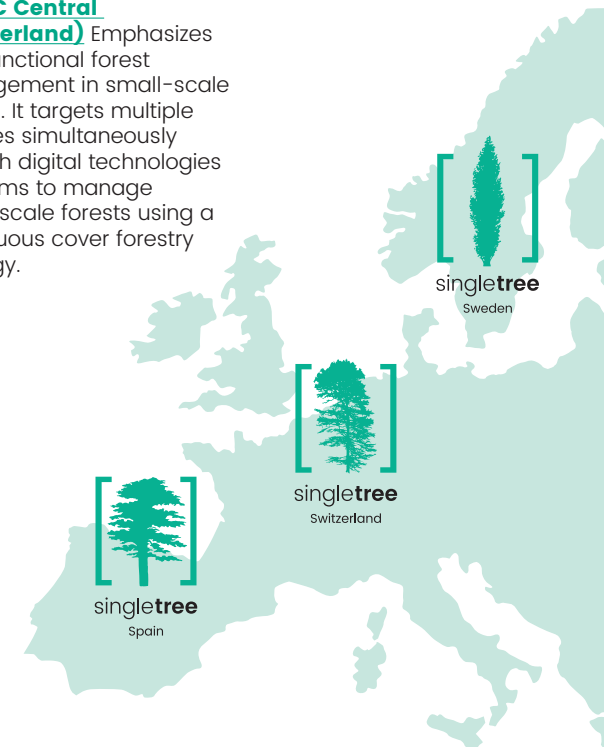 C Central
erland) Emphasizes
nctional forest
gement in small-scale
. It targets multiple
es simultaneously
h digital technologies
ms to manage
scale forests using a
uous cover forestry
gy.
singletree
Sweden
singletree
Switzerland
singletree
Spain